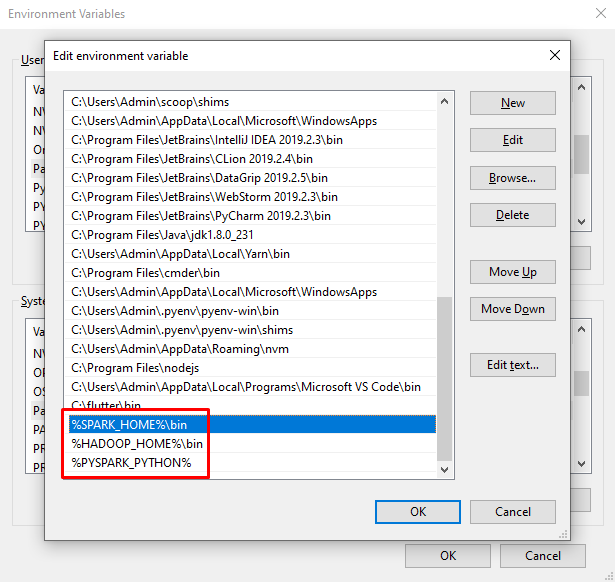 Environment Variables
User
Edit environment variable
Va
NV
NV
On
Pa
Py
PY
C:\Users\Admin\scoop\shims
C:\Users\Admin\AppData\Local\Microsoft\WindowsApps
C:\Program Files\JetBrains\IntelliJ IDEA 2019.2.3\bin
C:\Program Files\JetBrains\CLion 2019.2.4\bin
C:\Program Files\JetBrains\DataGrip 2019.2.5\bin
C:\Program Files\JetBrains\WebStorm 2019.2.3\bin
C:\Program Files\JetBrains\PyCharm 2019.2.3\bin
C:\Program Files\Java\jdk1.8.0_231
C:\Users\Admin\AppData\Local\Yarn\bin
C:\Program Files\cmder\bin
C:\Users\Admin\AppData\Local\Microsoft\WindowsApps
C:\Users\Admin\.pyenv\pyenv-win\bin
C:\Users\Admin\.pyenv\pyenv-win\shims
C:\Users\Admin\AppData\Roaming\nvm
C:\Program Files\nodejs
C:\Users\Admin\AppData\Local\Programs\Microsoft VS Code\bin
C:\flutter\bin
%SPARK_HOME%\bin
%HADOOP_HOME%\bin
%PYSPARK_PYTHON%
New
Edit
Browse...
Delete
Move Up
Move Down
Edit text...
OK
Cancel
Syste
Va
NV
OP
OS
Pa
PA
PR
PR
OK
Cancel